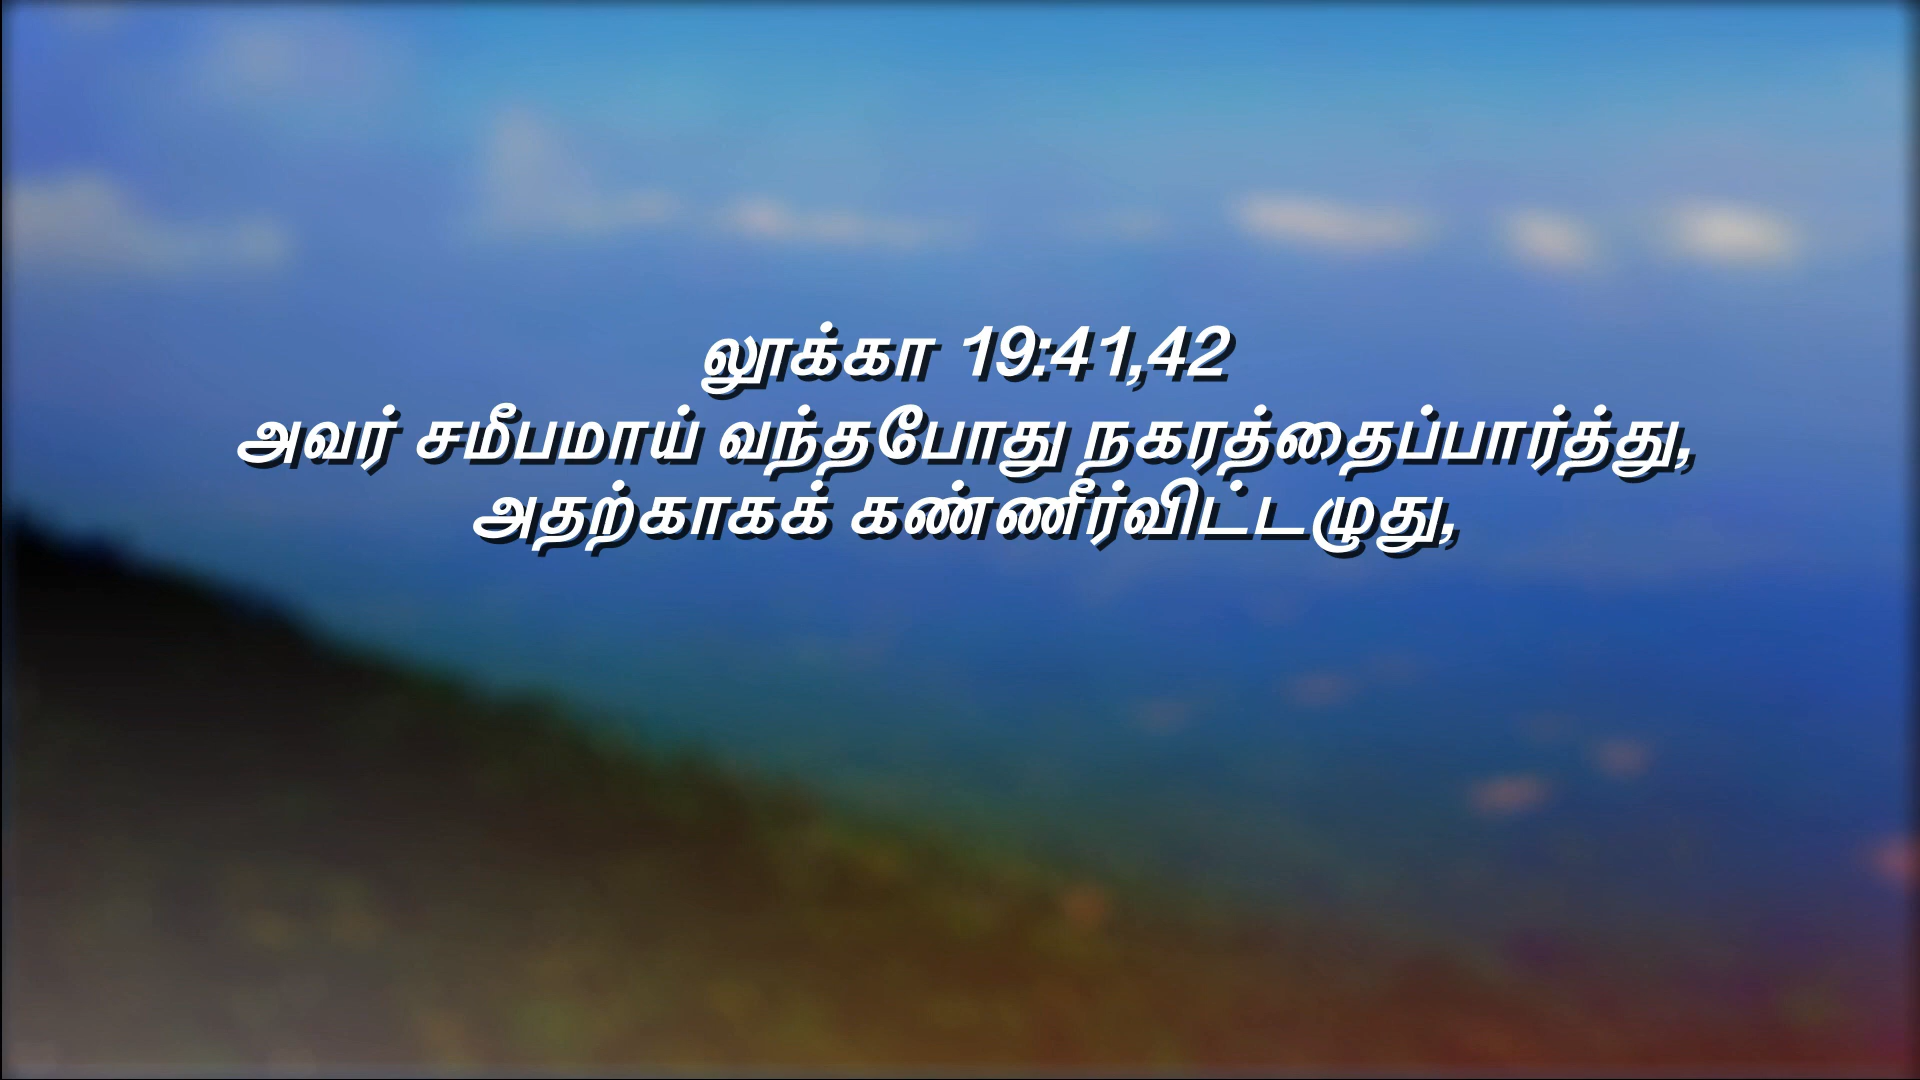 லூக்கா 19:41,42
அவர் சமீபமாய் வந்தபோது நகரத்தைப்பார்த்து,
அதற்காகக் கண்ணீர்விட்டழுது,